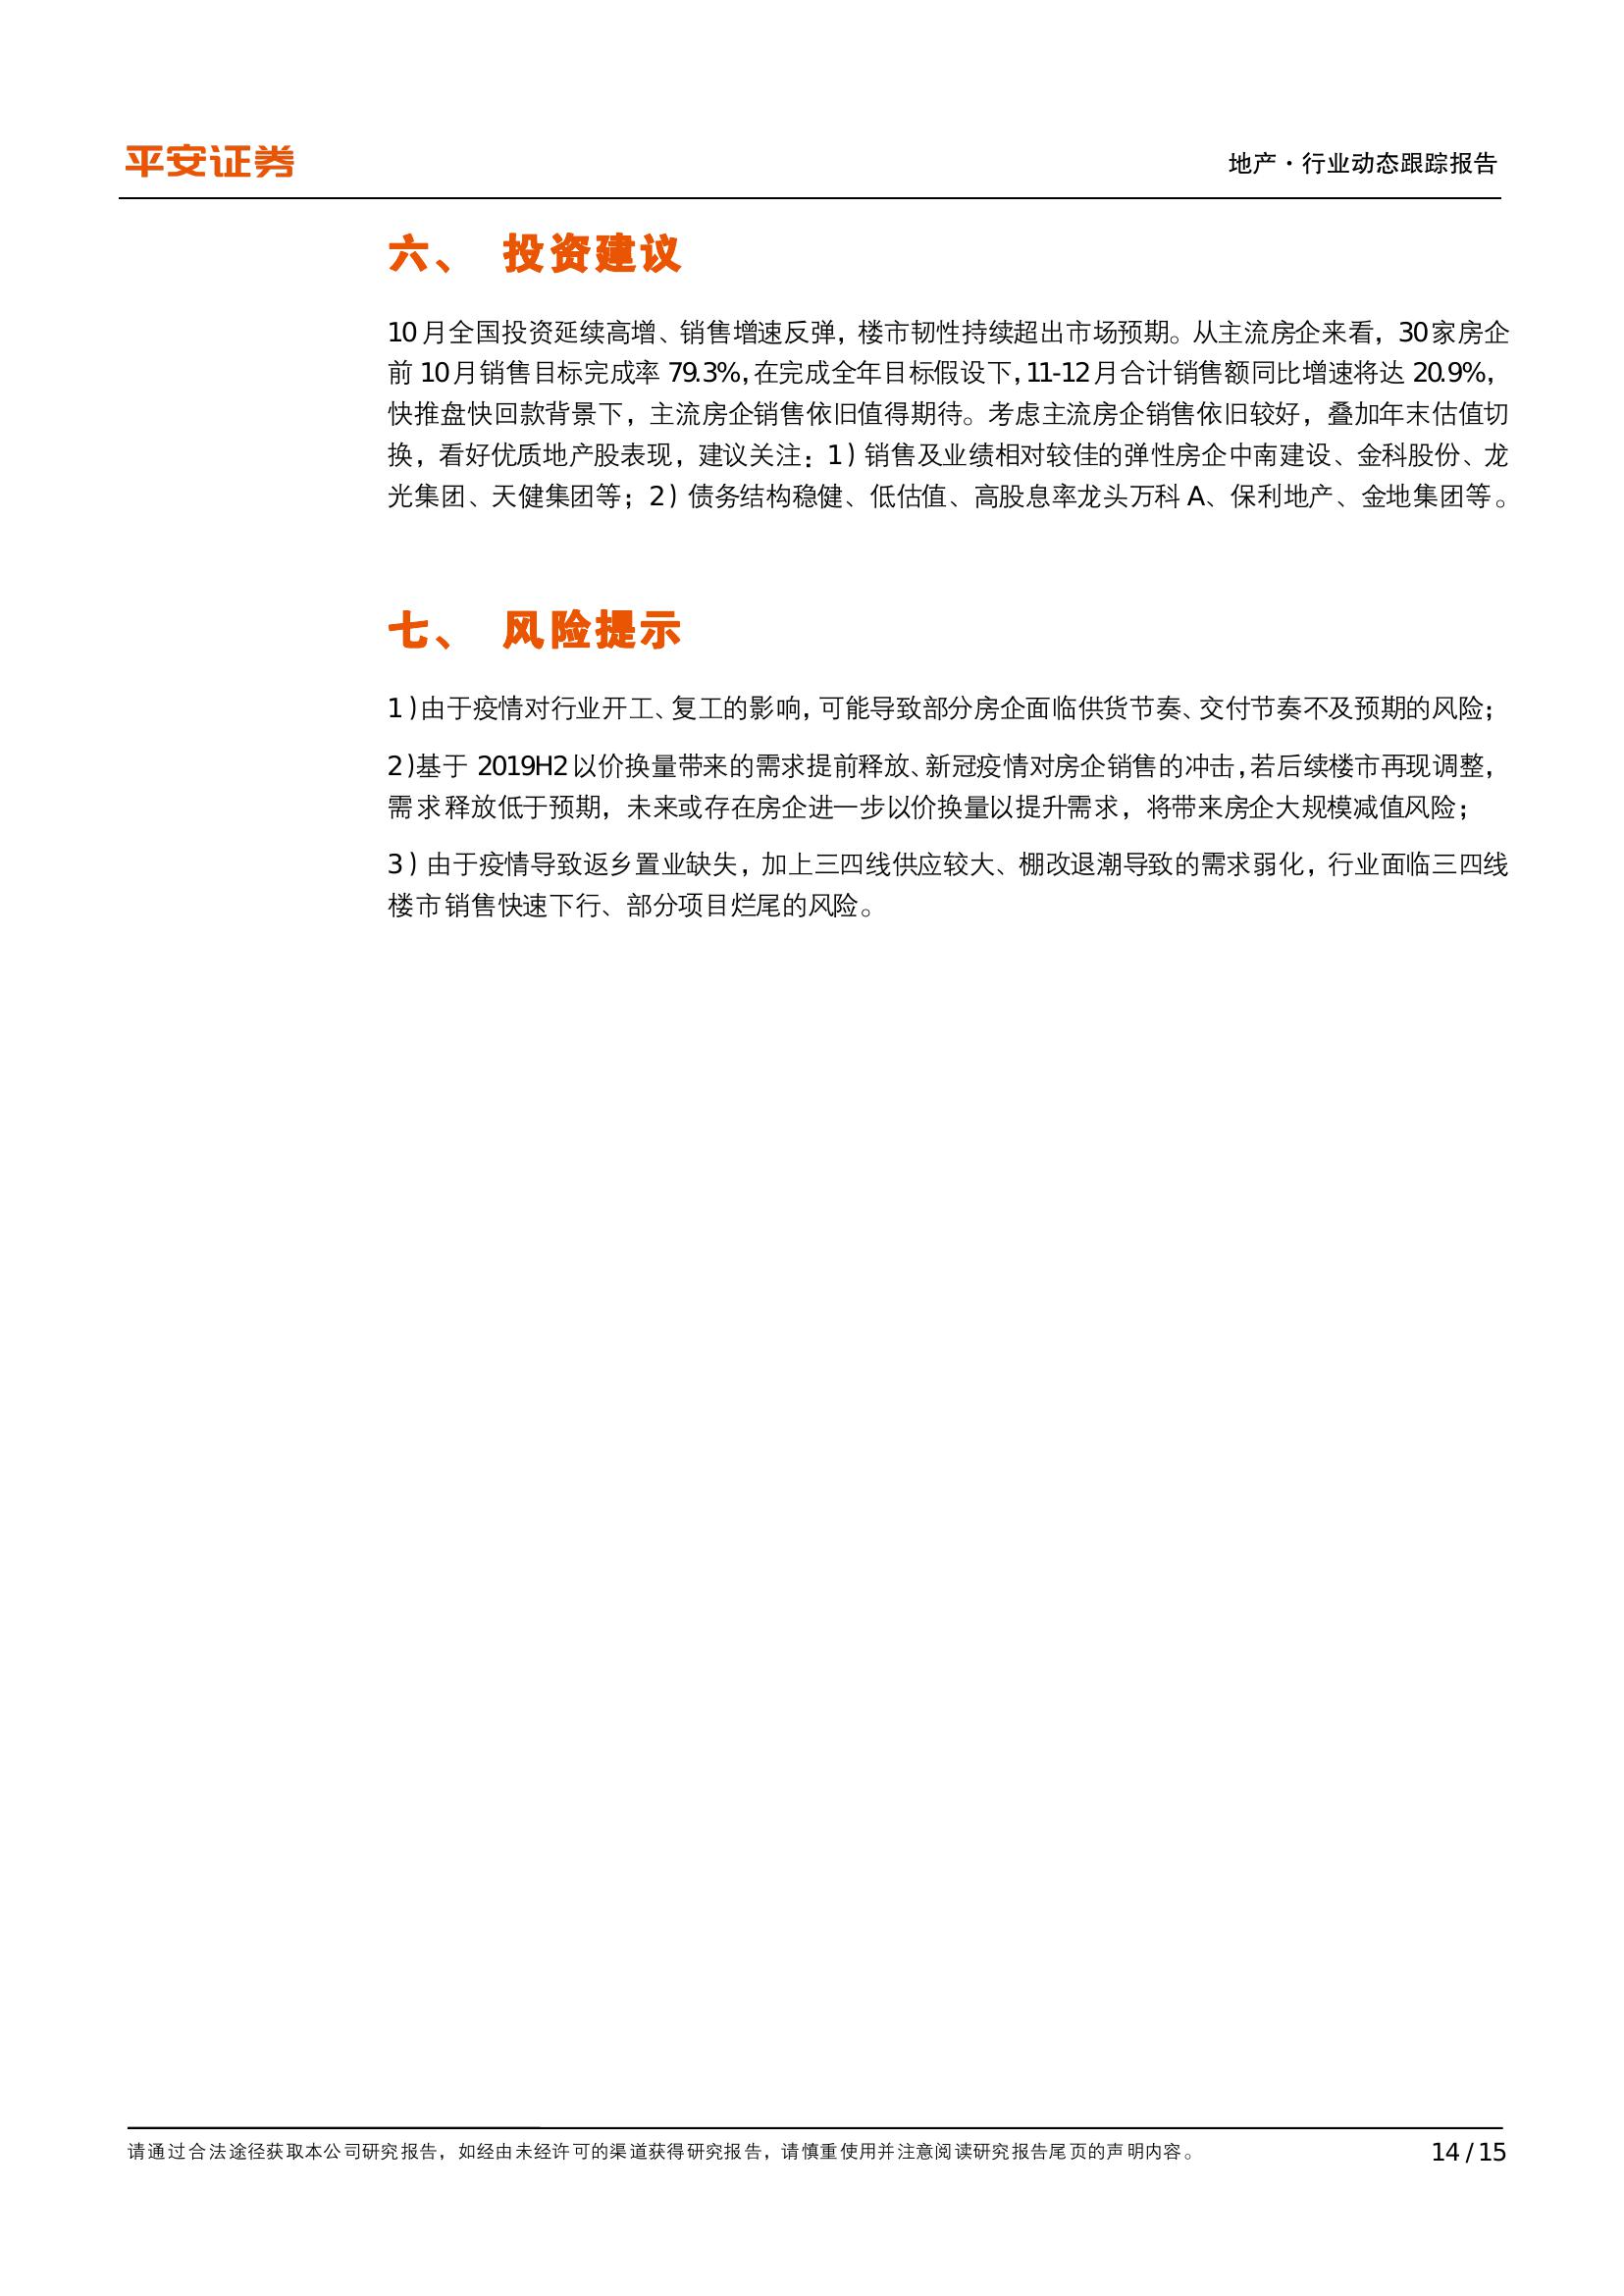 平安证券
地产·行业动态跟踪报告
六、 投资建议
10月全国投资延续高增、销售增速反弹，楼市韧性持续超出市场预期。从主流房企来看，30家房企
前10月销售目标完成率79.3%，在完成全年目标假设下，11-12月合计销售额同比增速将达20.9%，
快推盘快回款背景下，主流房企销售依旧值得期待。考虑主流房企销售依旧较好，叠加年末估值切
换，看好优质地产股表现，建议关注：1）销售及业绩相对较佳的弹性房企中南建设、金科股份、龙
光集团、天健集团等；2）债务结构稳健、低估值、高股息率龙头万科A、保利地产、金地集团等。
七、 风险提示
1）由于疫情对行业开工、复工的影响，可能导致部分房企面临供货节奏、交付节奏不及预期的风险；
2）基于2019H2以价换量带来的需求提前释放、新冠疫情对房企销售的冲击，若后续楼市再现调整，
需求释放低于预期，未来或存在房企进一步以价换量以提升需求，将带来房企大规模减值风险；
3）由于疫情导致返乡置业缺失，加上三四线供应较大、棚改退潮导致的需求弱化，行业面临三四线
楼市销售快速下行、部分项目烂尾的风险。
请通过合法途径获取本公司研究报告，如经由未经许可的渠道获得研究报告，请慎重使用并注意阅读研究报告尾页的声明内容。
14 / 15